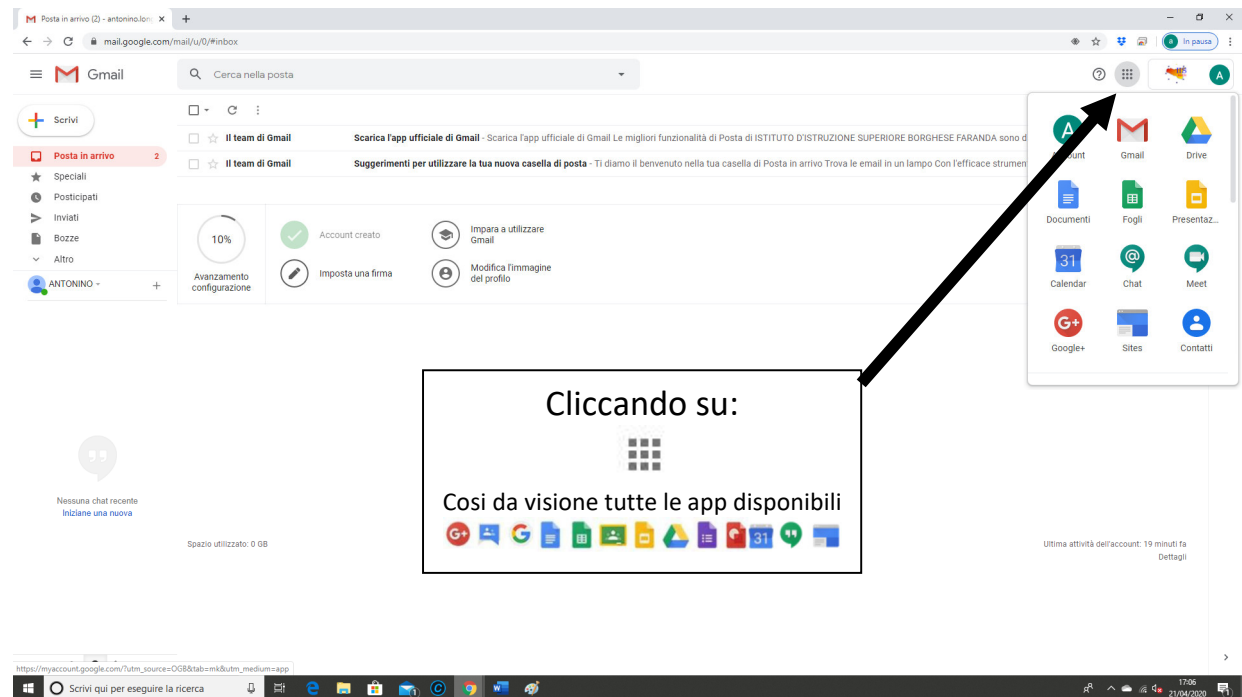 Posta in arrivo (2) - antonino.lon
mail.google.com/mail/u/0/#inbox
In pausa
Gmail
Cerca nella posta
A
Scrivi
Posta in arrivo 2
Speciali
Posticipati
Inviati
Bozze
Altro
ANTONINO
Il team di Gmail Scarica l'app ufficiale di Gmail - Scarica l'app ufficiale di Gmail Le migliori funzionalità di Posta di ISTITUTO D'ISTRUZIONE SUPERIORE BORGHESE FARANDA sono d
Il team di Gmail Suggerimenti per utilizzare la tua nuova casella di posta - Ti diamo il benvenuto nella tua casella di Posta in arrivo Trova le email in un lampo Con l'efficace strumen
10%
Avanzamento
configurazione
Account creato
Imposta una firma
Impara a utilizzare
Gmail
Modifica l'immagine
del profilo
Gmail
Drive
Documenti
Fogli
Presentaz...
31
Calendar
Chat
Meet
G+
Google+
Sites
Contatti
Cliccando su:
Cosi da visione tutte le app disponibili
Nessuna chat recente
Iniziane una nuova
Spazio utilizzato: 0 GB
Ultima attività dell'account: 19 minuti fa
Dettagli
https://myaccount.google.com/?utm_source=OGB&tab=mk&utm_medium=app
Scrivi qui per eseguire la ricerca
17:06
21/04/2020